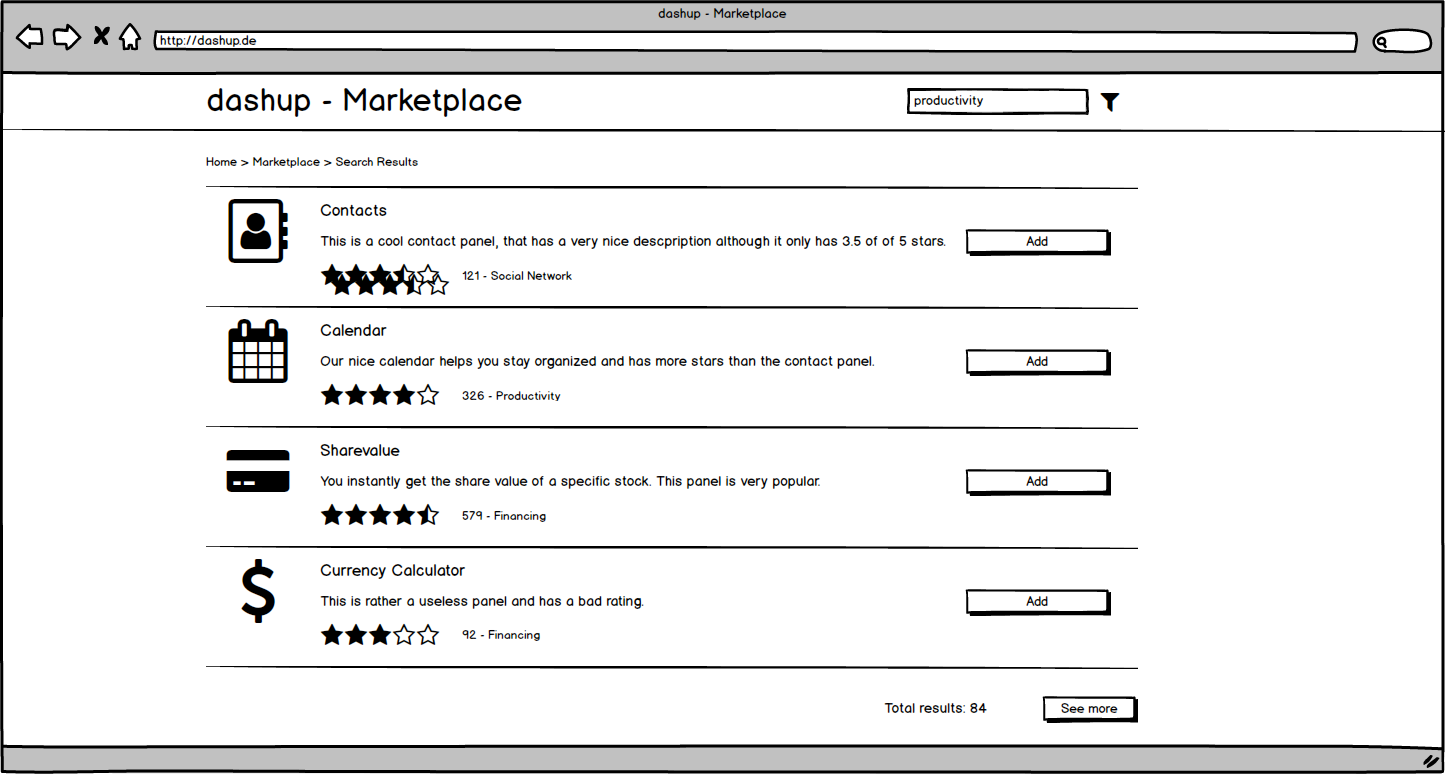 dashup - Marketplace
http://dashup.de
dashup - Marketplace
productivity
Home > Marketplace > Search Results
Contacts
This is a cool contact panel, that has a very nice descpription although it only has 3.5 of of 5 stars.
Add
121 - Social Network
Calendar
Our nice calendar helps you stay organized and has more stars than the contact panel.
Add
326 - Productivity
Sharevalue
You instantly get the share value of a specific stock. This panel is very popular.
Add
579 - Financing
$
Currency Calculator
This is rather a useless panel and has a bad rating.
Add
92 - Financing
Total results: 84
See more